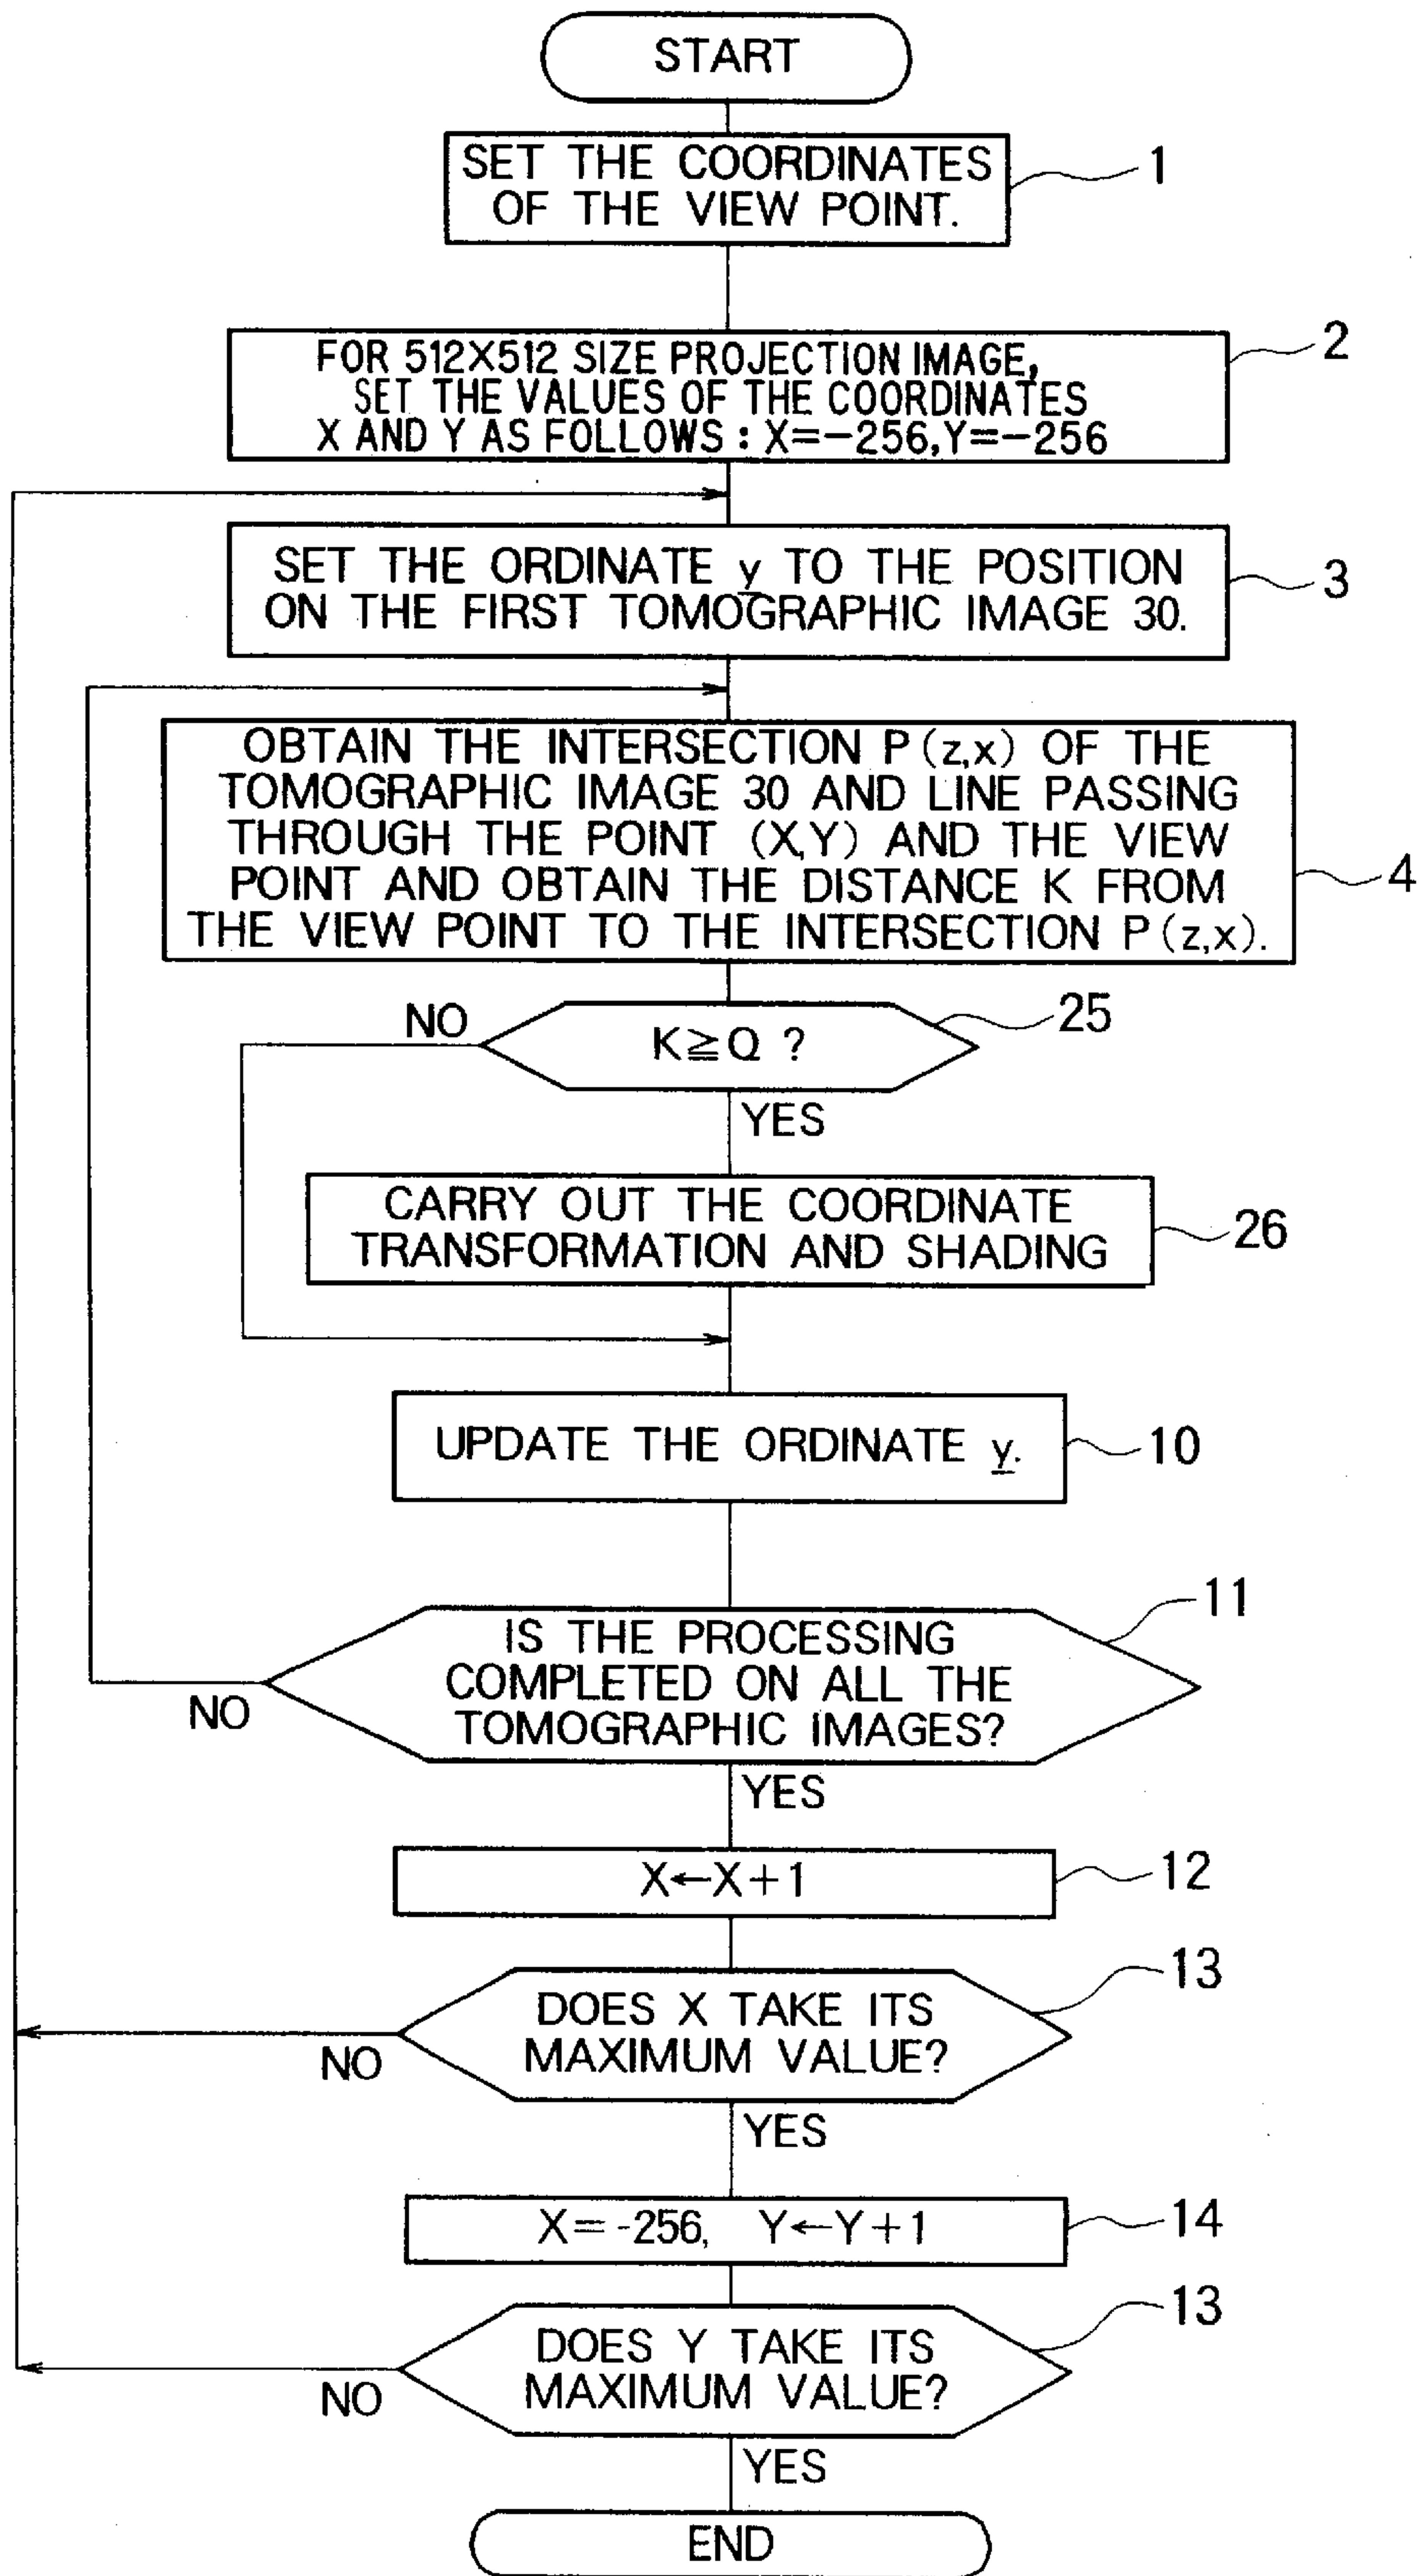 START
SET THE COORDINATES
OF THE VIEW POINT.
1
FOR 512X512 SIZE PROJECTION IMAGE,
SET THE VALUES OF THE COORDINATES
X AND Y AS FOLLOWS : X=-256,Y=-256
2
SET THE ORDINATE y TO THE POSITION
ON THE FIRST TOMOGRAPHIC IMAGE 30.
3
OBTAIN THE INTERSECTION P(z,x) OF THE
TOMOGRAPHIC IMAGE 30 AND LINE PASSING
THROUGH THE POINT (X,Y) AND THE VIEW
POINT AND OBTAIN THE DISTANCE K FROM
THE VIEW POINT TO THE INTERSECTION P(z,x).
4
K≧Q ?
25
NO
YES
CARRY OUT THE COORDINATE
TRANSFORMATION AND SHADING
26
UPDATE THE ORDINATE y.
10
IS THE PROCESSING
COMPLETED ON ALL THE
TOMOGRAPHIC IMAGES?
11
NO
YES
X←X+1
12
DOES X TAKE ITS
MAXIMUM VALUE?
13
NO
YES
X=-256, Y←Y+1
14
DOES Y TAKE ITS
MAXIMUM VALUE?
13
NO
YES
END